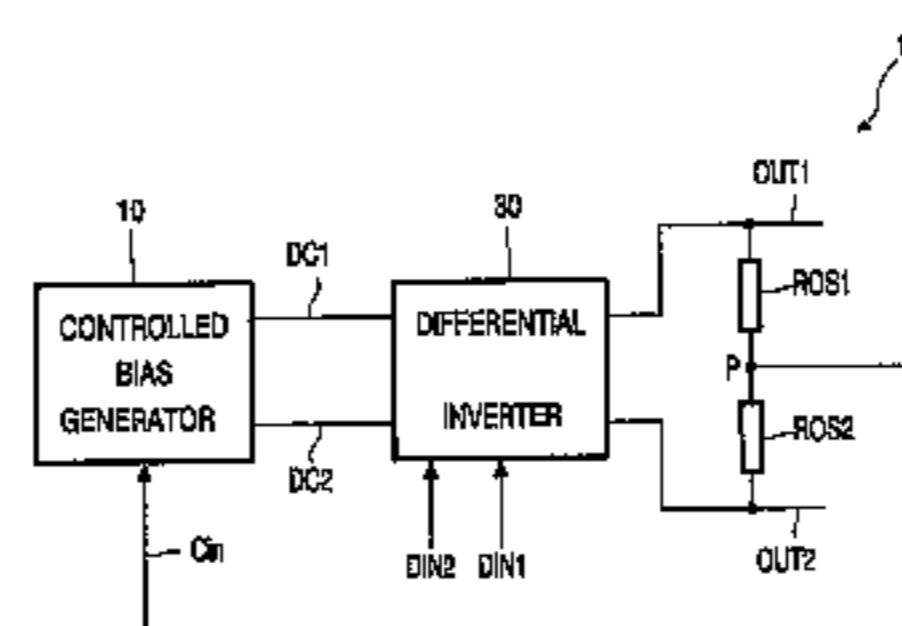 1
OUT1
10
30
DC1
ROS1
CONTROLLED
BIAS
GENERATOR
DIFFERENTIAL
INVERTER
P
ROS2
DC2
Cin
DIN2 DIN1
OUT2